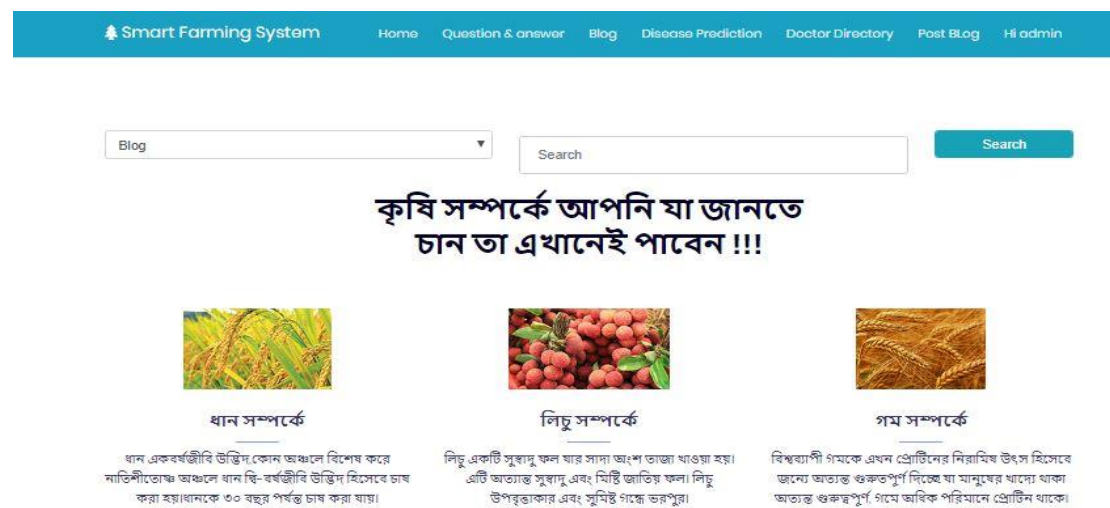 Smart Farming System Home Question & answer Blog Disease Prediction Doctor Directory Post BLog Hi admin
Blog
Search
Search
কৃষি সম্পর্কে আপনি যা জানতে
চান তা এখানেই পাবেন !!!
ধান সম্পর্কে
ধান একবর্ষজীবি উদ্ভিদ,কোন অঞ্চলে বিশেষ করে
নাতিশীতোষ্ণ অঞ্চলে ধান দ্বি-বর্ষজীবি উদ্ভিদ হিসেবে চাষ
করা হয়।ধানকে ৩০ বছর পর্যন্ত চাষ করা যায়।
লিচু সম্পর্কে
লিচু একটি সুস্বাদু ফল যার সাদা অংশ তাজা খাওয়া হয়।
এটি অত্যান্ত সুস্বাদু এবং মিষ্টি জাতিয় ফল। লিচু
উপবৃত্তাকার এবং সুমিষ্ট গন্ধে ভরপুর।
গম সম্পর্কে
বিশ্বব্যাপী গমকে এখন প্রোটিনের নিরামিষ উৎস হিসেবে
জন্যে অত্যন্ত গুরুতপূর্ণ দিচ্ছে যা মানুষের খাদ্যে থাকা
অত্যন্ত গুরুত্বপূর্ণ, গমে অধিক পরিমানে প্রোটিন থাকে।